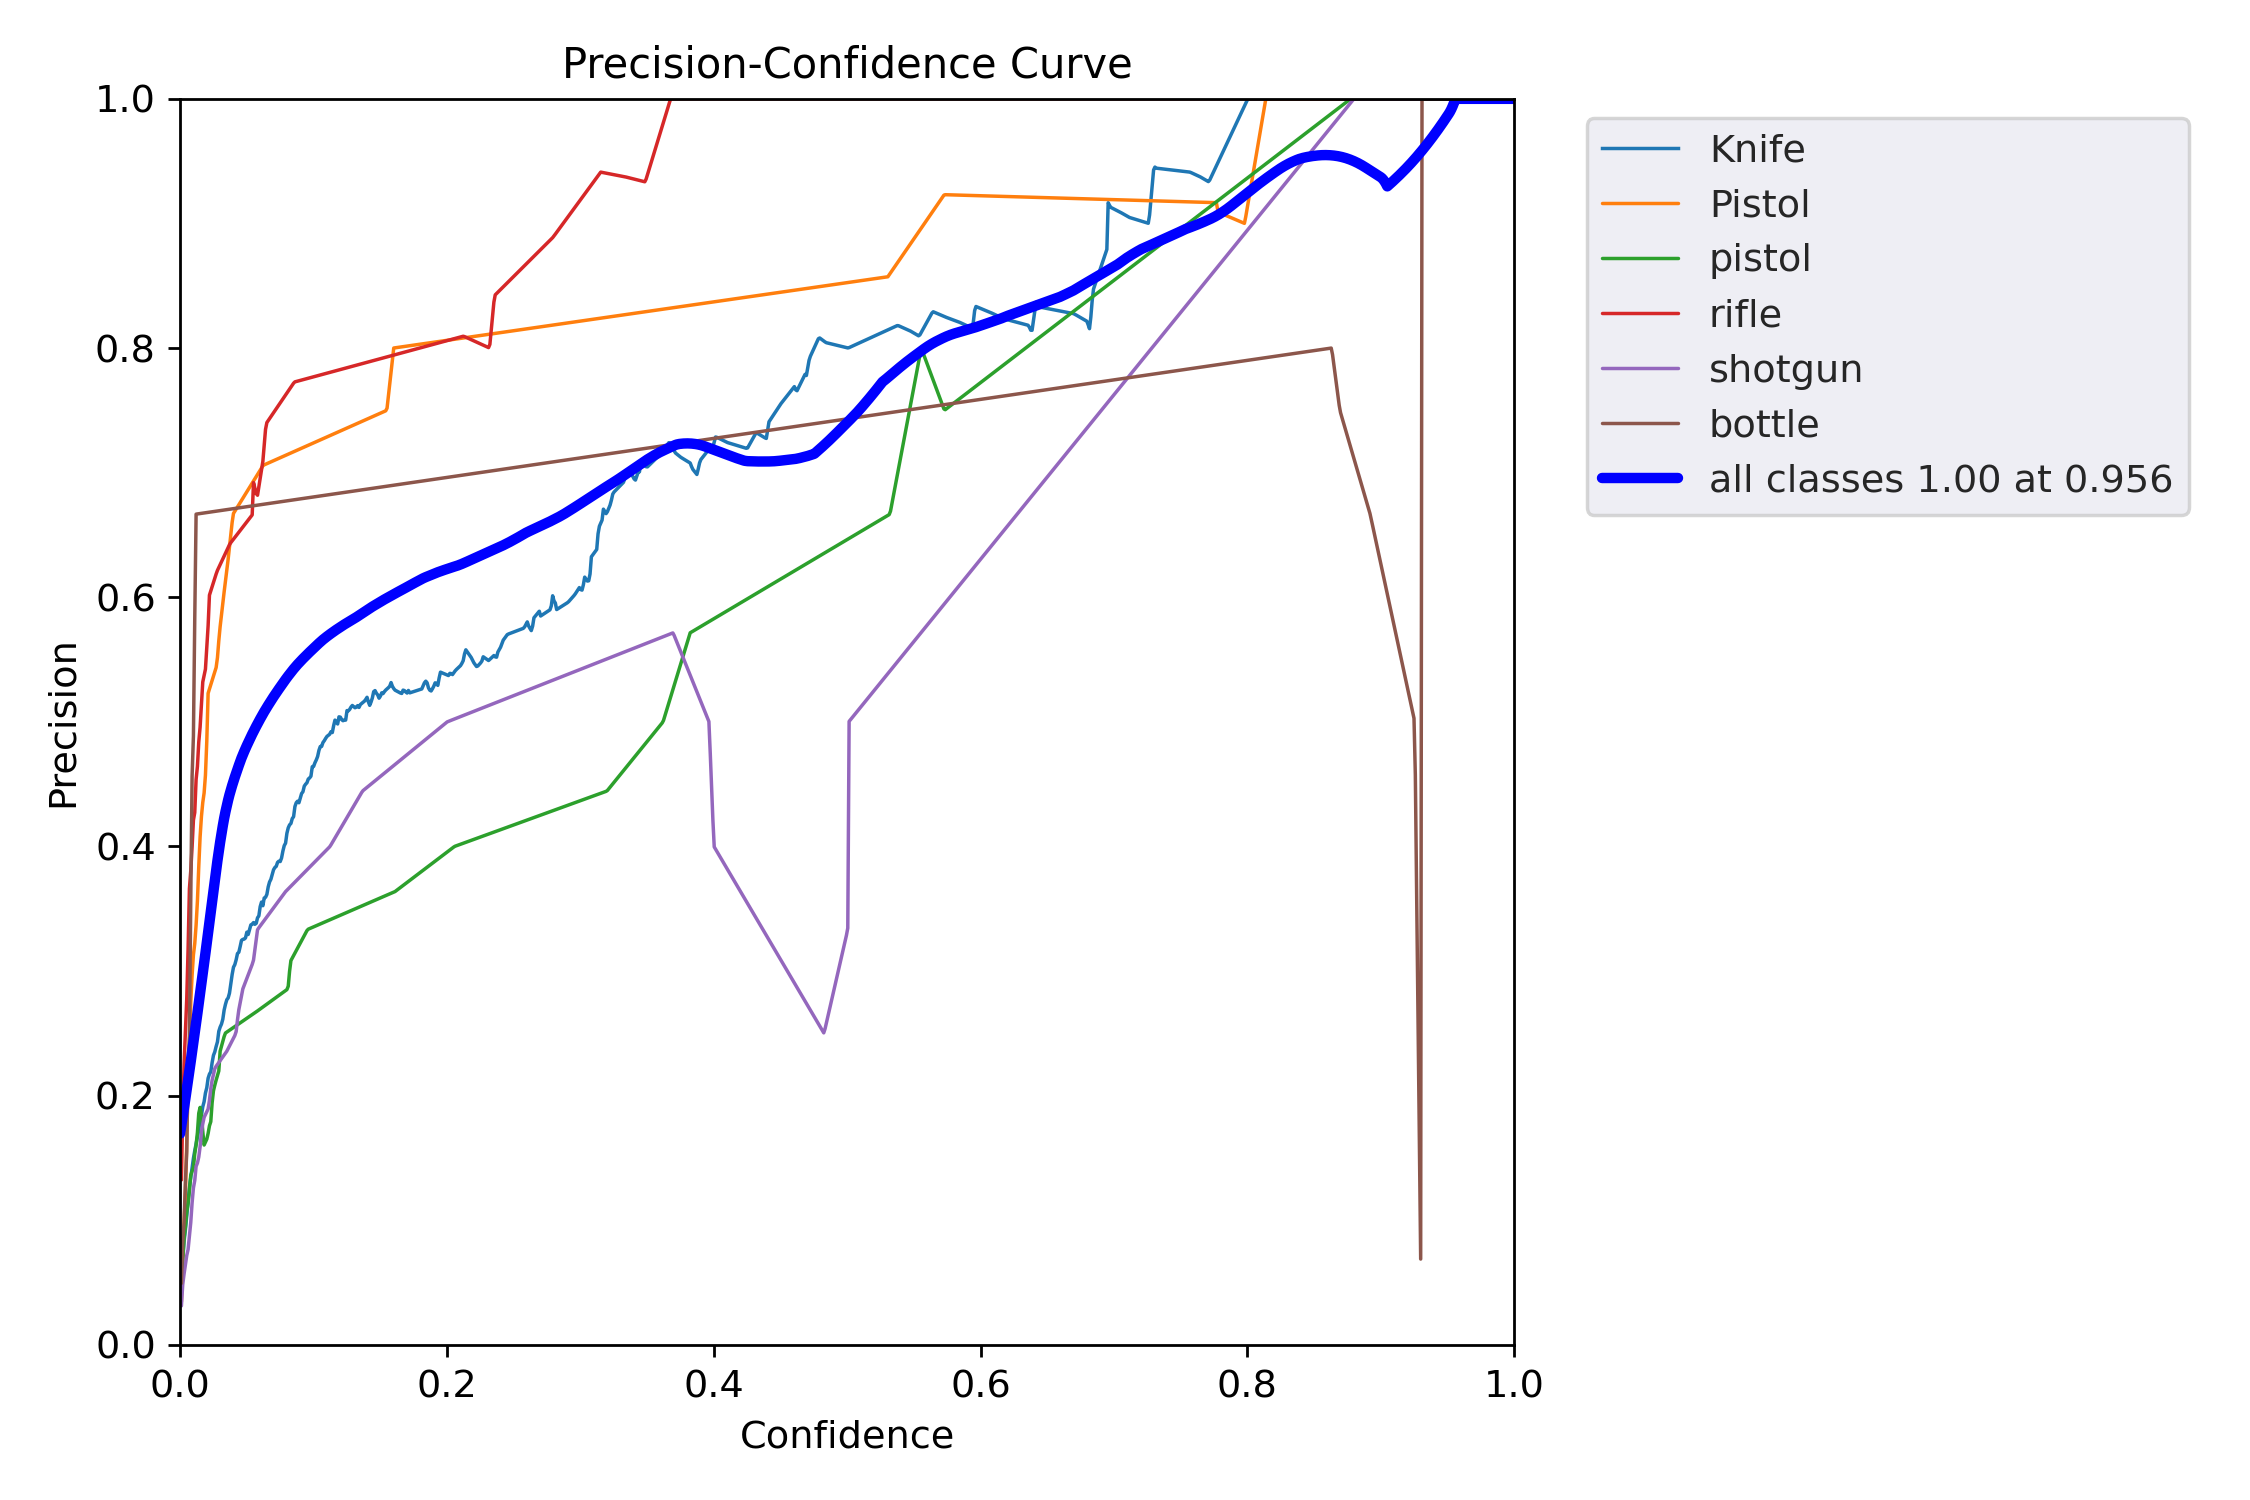 Precision-Confidence Curve
1.0
0.8
0.6
0.4
0.2
0.0
Precision
0.0 0.2 0.4 0.6 0.8 1.0
Confidence
Knife
Pistol
pistol
rifle
shotgun
bottle
all classes 1.00 at 0.956